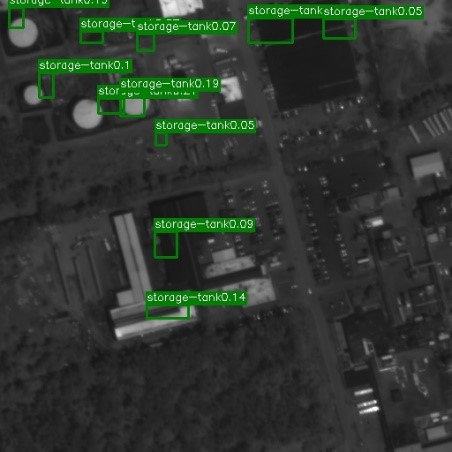 storage-tank0.15
storage-tank
storage-tank0.05
storage-t
storage-tank0.07
storage-tank0.1
storage-tank0.19
storage-tank0.05
storage-tank0.09
storage-tank0.14